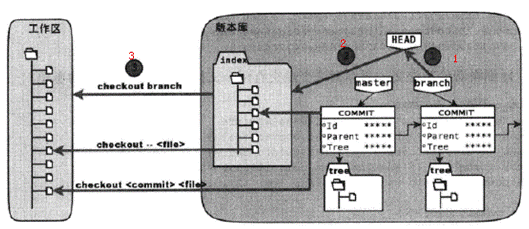 工作区
版本库
HEAD
3
2
1
index
master
branch
checkout branch
COMMIT
Id *****
Parent *****
Tree *****
COMMIT
Id *****
Parent *****
Tree *****
checkout -- <file>
tree
tree
checkout <commit> <file>